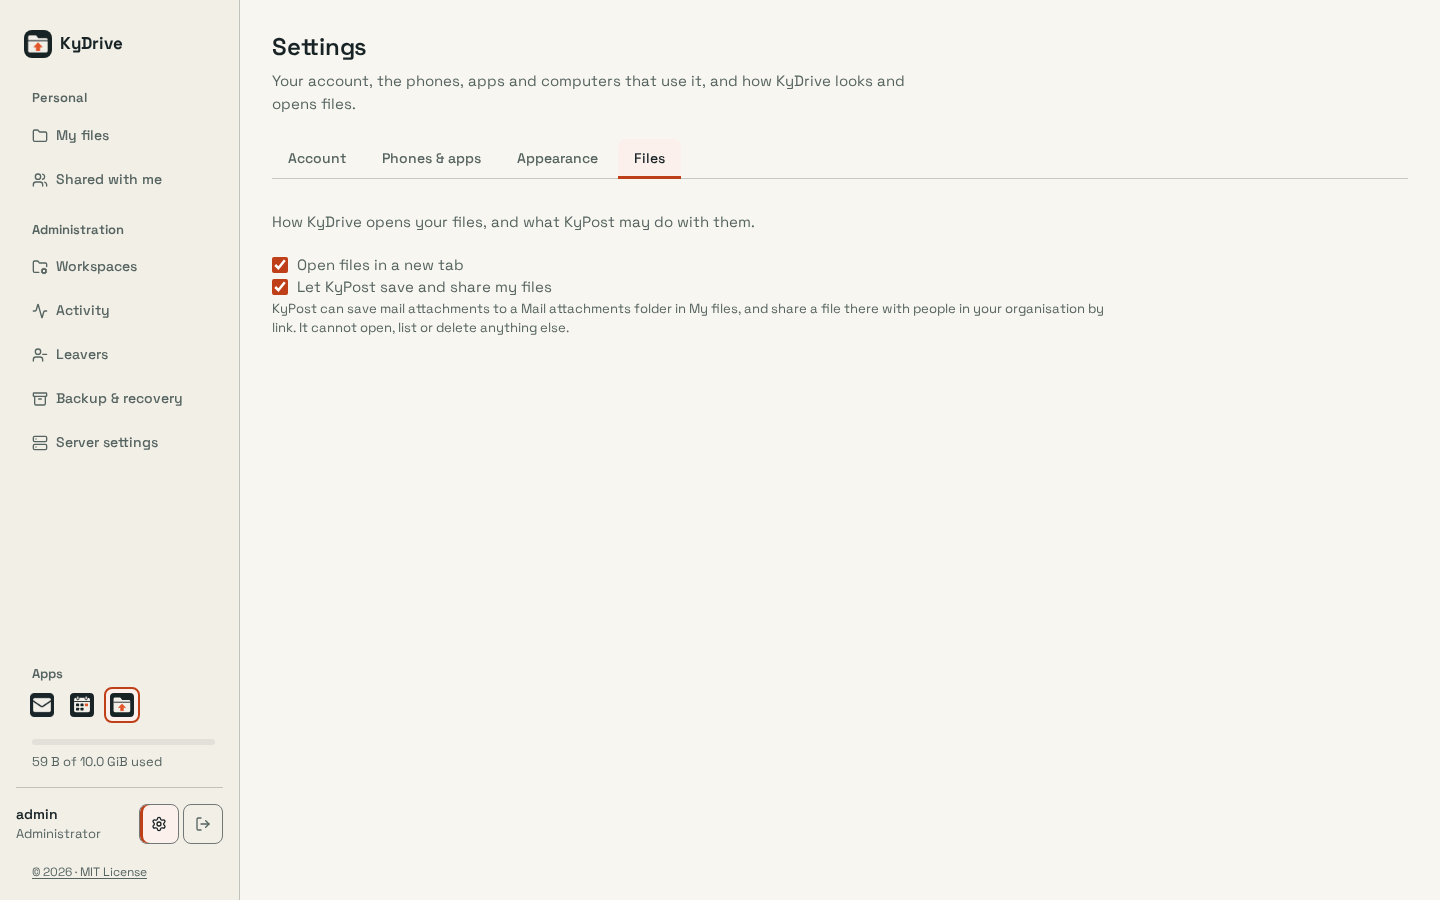 KyDrive
Personal
My files
Shared with me
Administration
Workspaces
Activity
Leavers
Backup & recovery
Server settings
Apps
59 B of 10.0 GiB used
admin
Administrator
© 2026 · MIT License
Settings
Your account, the phones, apps and computers that use it, and how KyDrive looks and
opens files.
Account Phones & apps Appearance Files
How KyDrive opens your files, and what KyPost may do with them.
Open files in a new tab
Let KyPost save and share my files
KyPost can save mail attachments to a Mail attachments folder in My files, and share a file there with people in your organisation by
link. It cannot open, list or delete anything else.